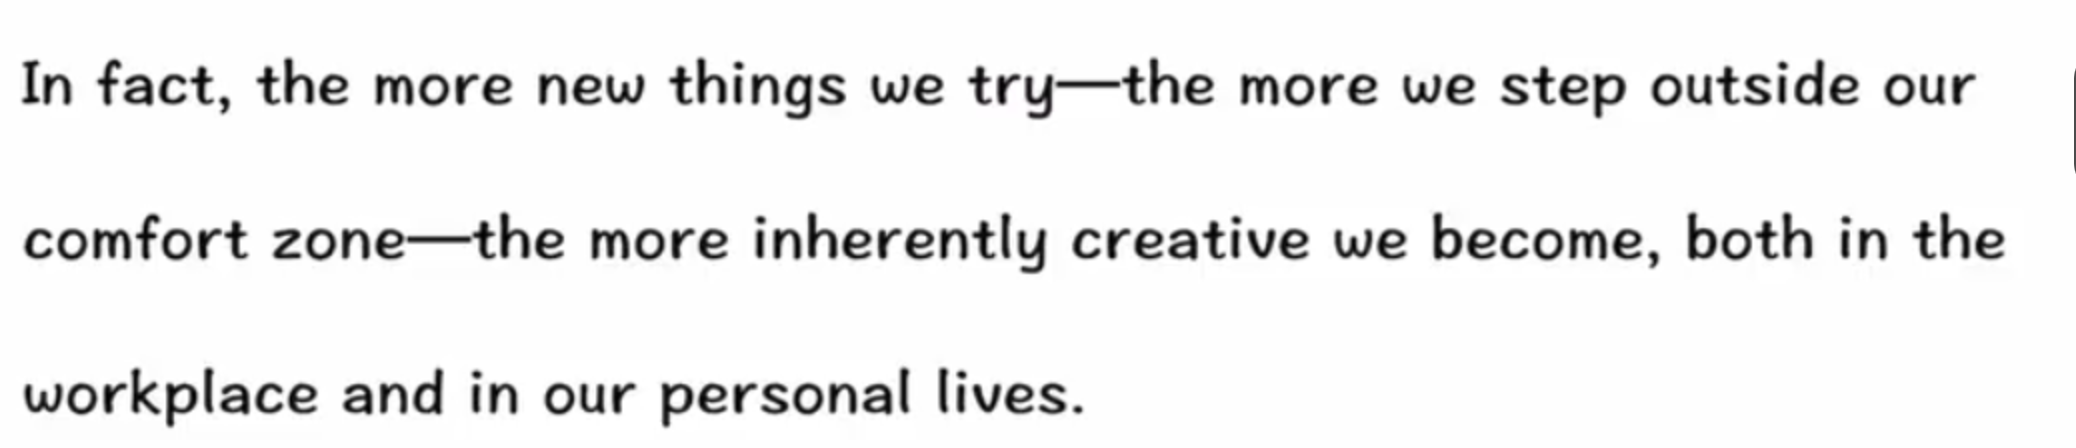 In fact, the more new things we try—the more we step outside our
comfort zone—the more inherently creative we become, both in the
workplace and in our personal lives.